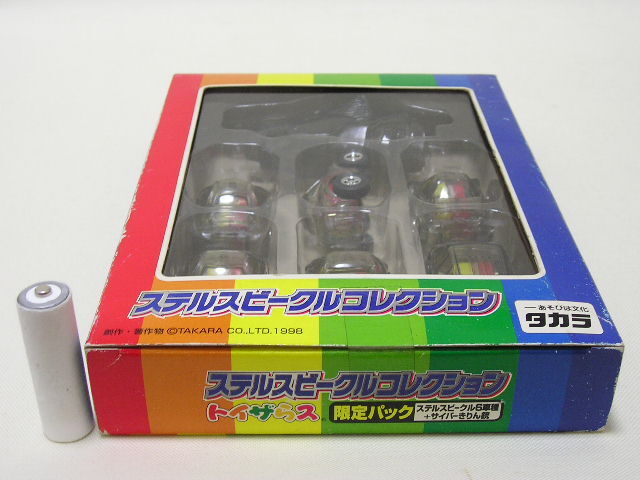 ステルスビークルコレクション
あそびは文化
タカラ
創作・著作物 ©TAKARA CO.,LTD.1998
ステルスビークルコレクション
トイザらス 限定パック
ステルスビークル5車種
+サイバーきりん銃